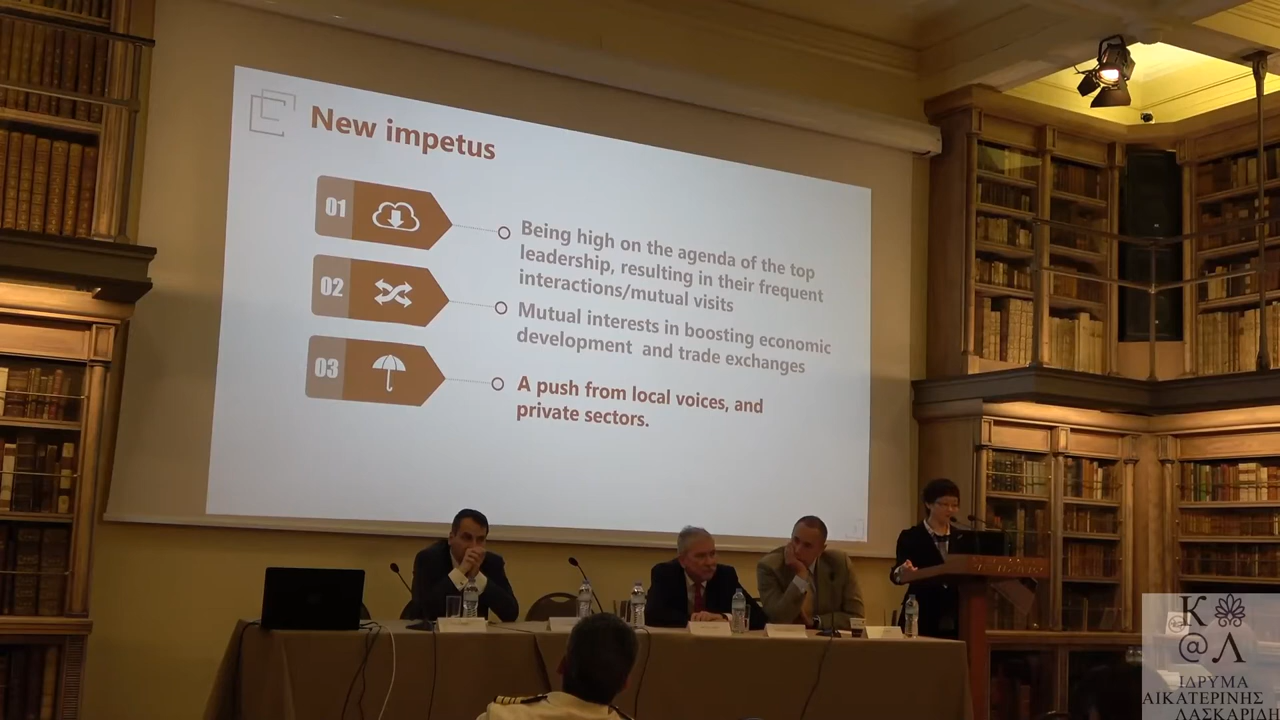 New impetus
01
Being high on the agenda of the top
leadership, resulting in their frequent
interactions/mutual visits
02
Mutual interests in boosting economic
development and trade exchanges
03
A push from local voices, and
private sectors.
Κ
@ Λ
ΙΔΡΥΜΑ
ΑΙΚΑΤΕΡΙΝΗΣ
ΛΑΣΚΑΡΙΔΗ